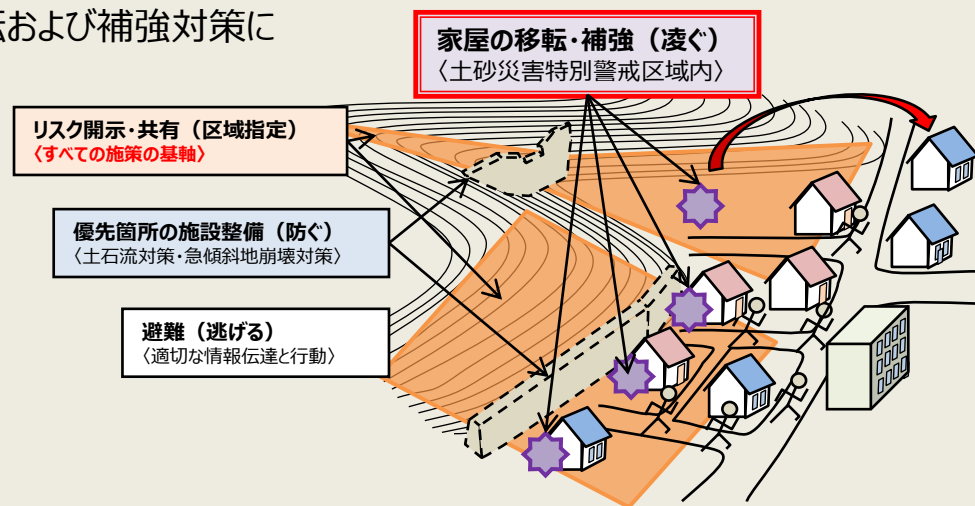 および補強対策に
家屋の移転・補強（凌ぐ）
〈土砂災害特別警戒区域内〉
リスク開示・共有（区域指定）
〈すべての施策の基軸〉
優先箇所の施設整備（防ぐ）
〈土石流対策・急傾斜地崩壊対策〉
避難（逃げる）
〈適切な情報伝達と行動〉